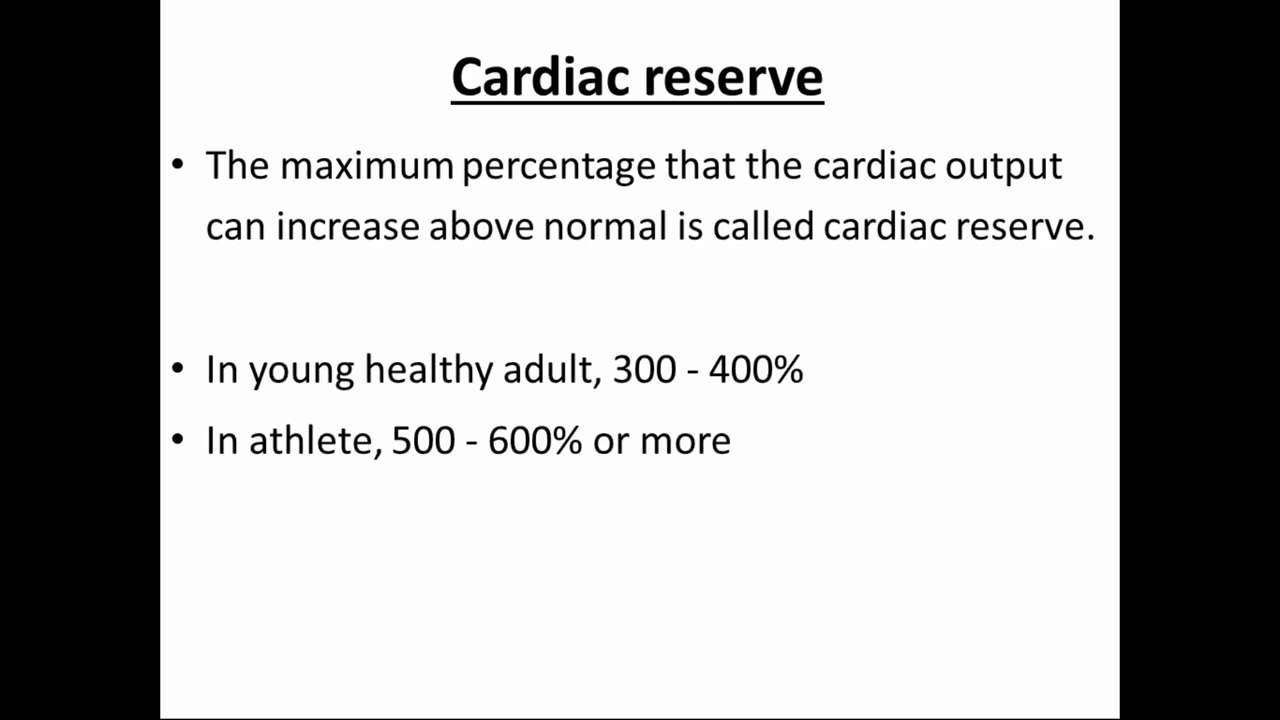 Cardiac reserve
• The maximum percentage that the cardiac output
can increase above normal is called cardiac reserve.
• In young healthy adult, 300 - 400%
• In athlete, 500 - 600% or more